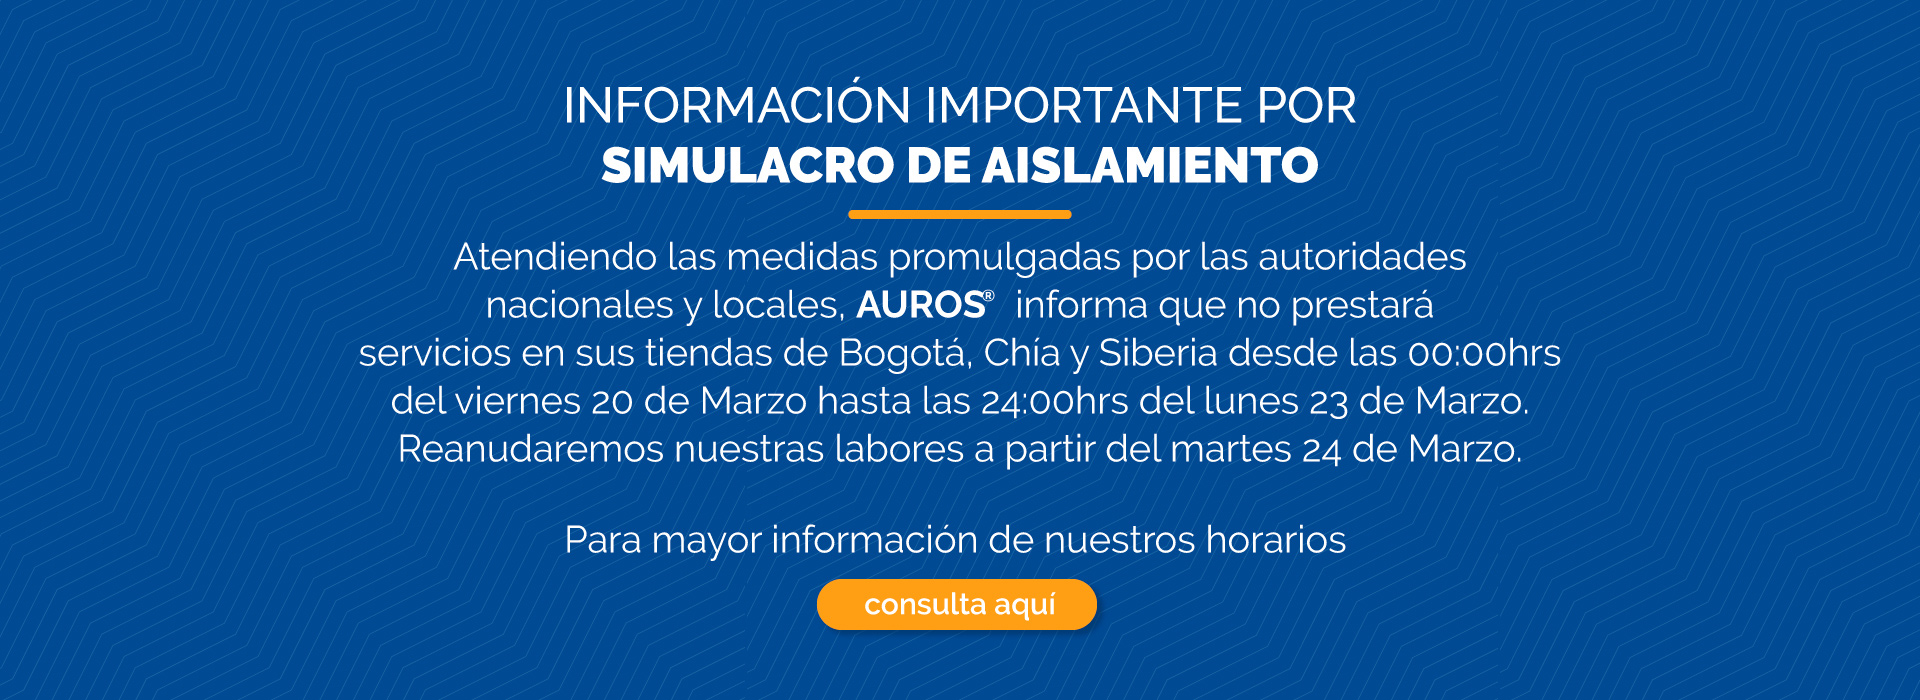 INFORMACIÓN IMPORTANTE POR
SIMULACRO DE AISLAMIENTO
Atendiendo las medidas promulgadas por las autoridades
nacionales y locales, AUROS® informa que no prestará
servicios en sus tiendas de Bogotá, Chía y Siberia desde las 00:00hrs
del viernes 20 de Marzo hasta las 24:00hrs del lunes 23 de Marzo.
Reanudaremos nuestras labores a partir del martes 24 de Marzo.
Para mayor información de nuestros horarios
consulta aquí